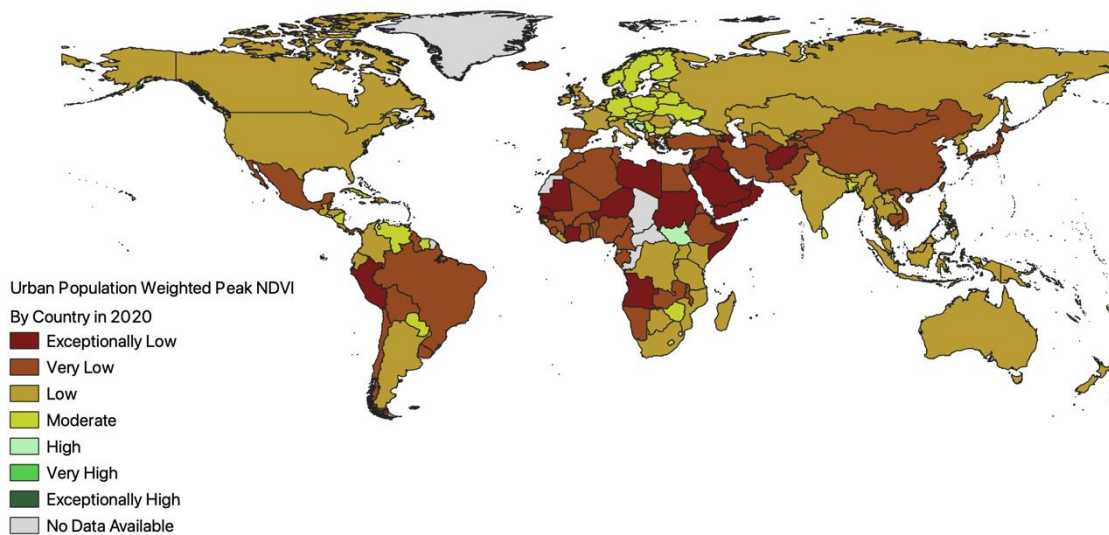 Urban Population Weighted Peak NDVI
By Country in 2020
Exceptionally Low
Very Low
Low
Moderate
High
Very High
Exceptionally High
No Data Available